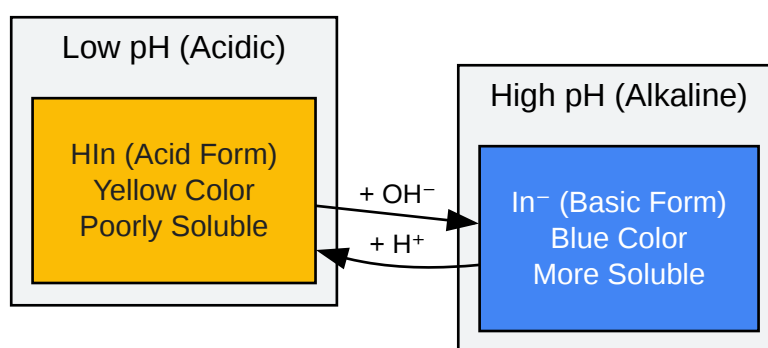 Low pH (Acidic)
HIn (Acid Form)
Yellow Color
Poorly Soluble
+ OH⁻
+ H⁺
High pH (Alkaline)
In⁻ (Basic Form)
Blue Color
More Soluble